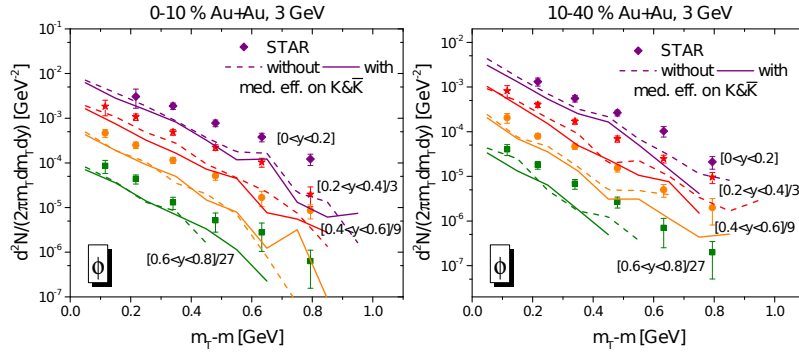 0-10 % Au+Au, 3 GeV
d²N/(2πm_T dm_T dy) [GeV⁻²]
10⁻¹
10⁻²
10⁻³
10⁻⁴
10⁻⁵
10⁻⁶
10⁻⁷
STAR
without with
med. eff. on K&K̅
[0<y<0.2]
[0.2<y<0.4]/3
[0.4<y<0.6]/9
[0.6<y<0.8]/27
ϕ
0.0 0.2 0.4 0.6 0.8 1.0
m_T-m [GeV]
10-40 % Au+Au, 3 GeV
d²N/(2πm_T dm_T dy) [GeV⁻²]
10⁻²
10⁻³
10⁻⁴
10⁻⁵
10⁻⁶
10⁻⁷
STAR
without with
med. eff. on K&K̅
[0<y<0.2]
[0.2<y<0.4]/3
[0.4<y<0.6]/9
[0.6<y<0.8]/27
ϕ
0.0 0.2 0.4 0.6 0.8 1.0
m_T-m [GeV]